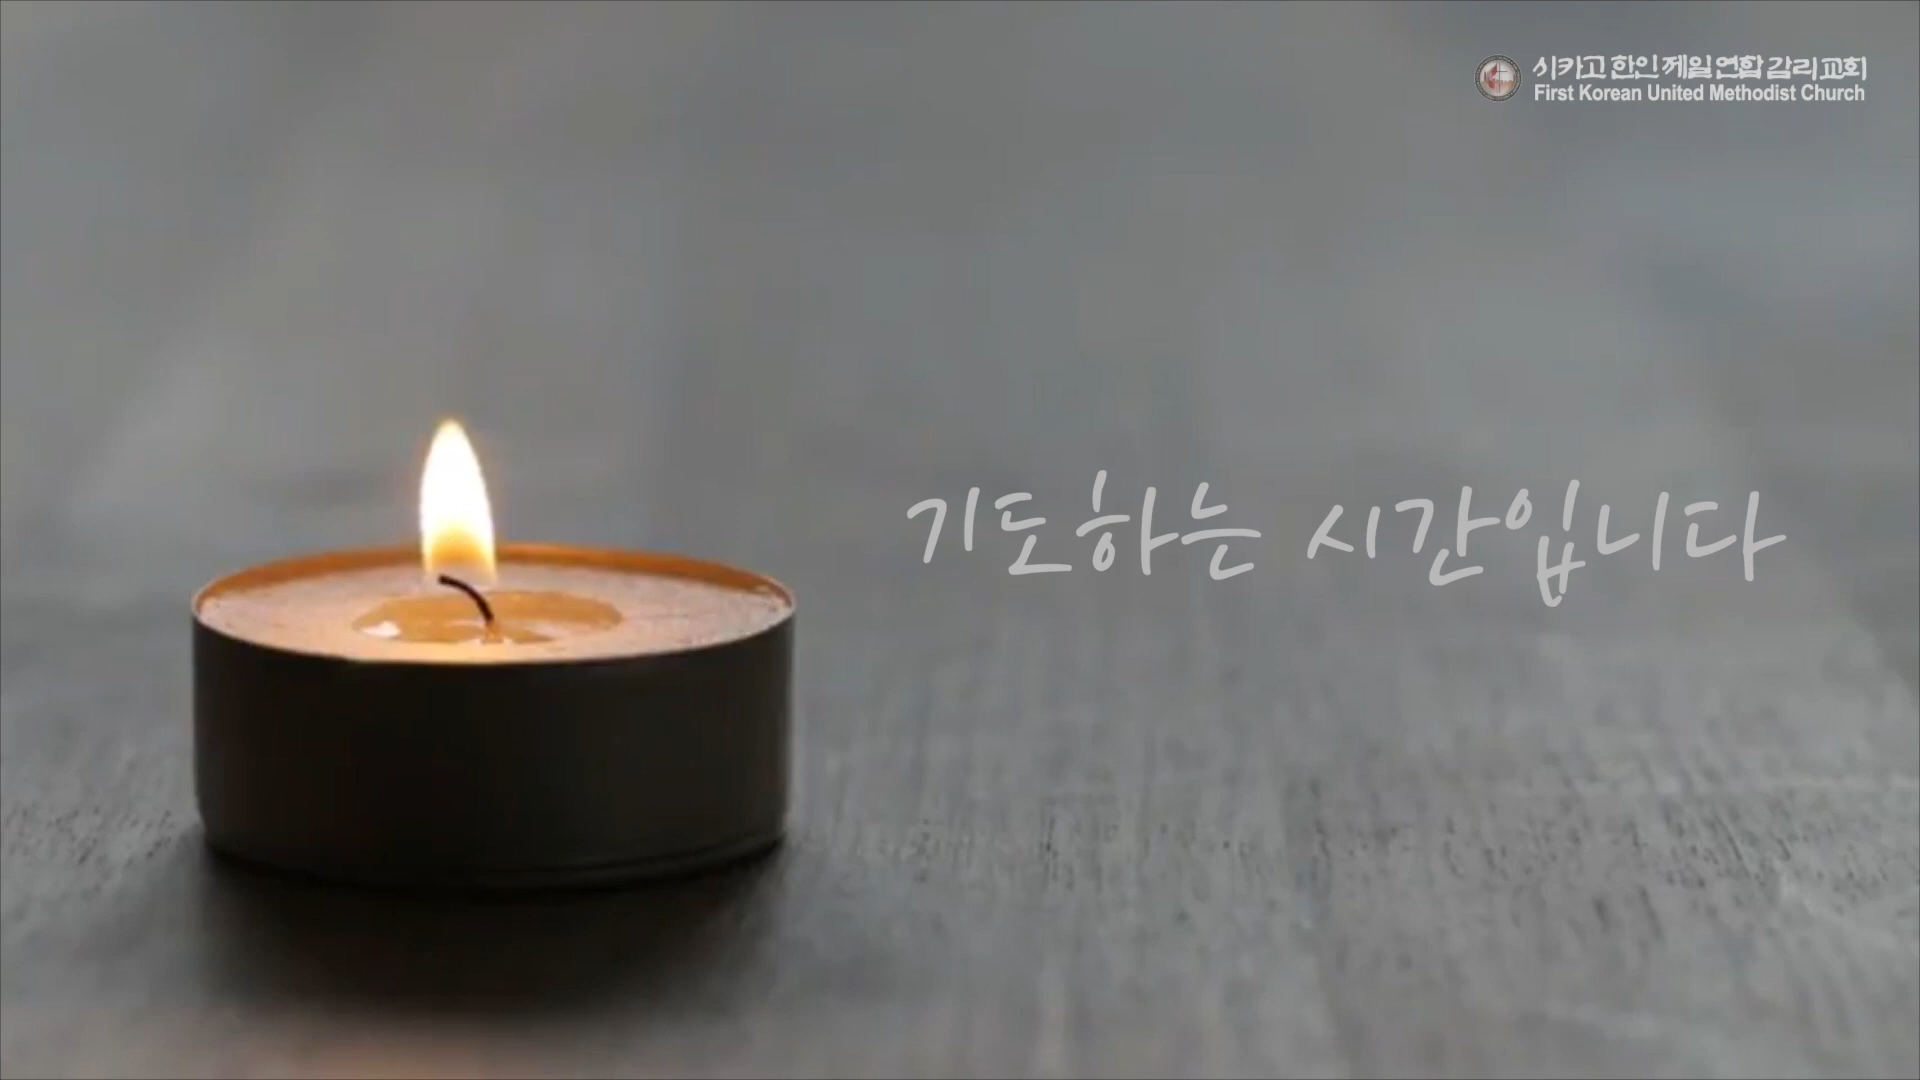 시카고 한인 제일 연합 감리 교회
First Korean United Methodist Church
기도하는 시간입니다